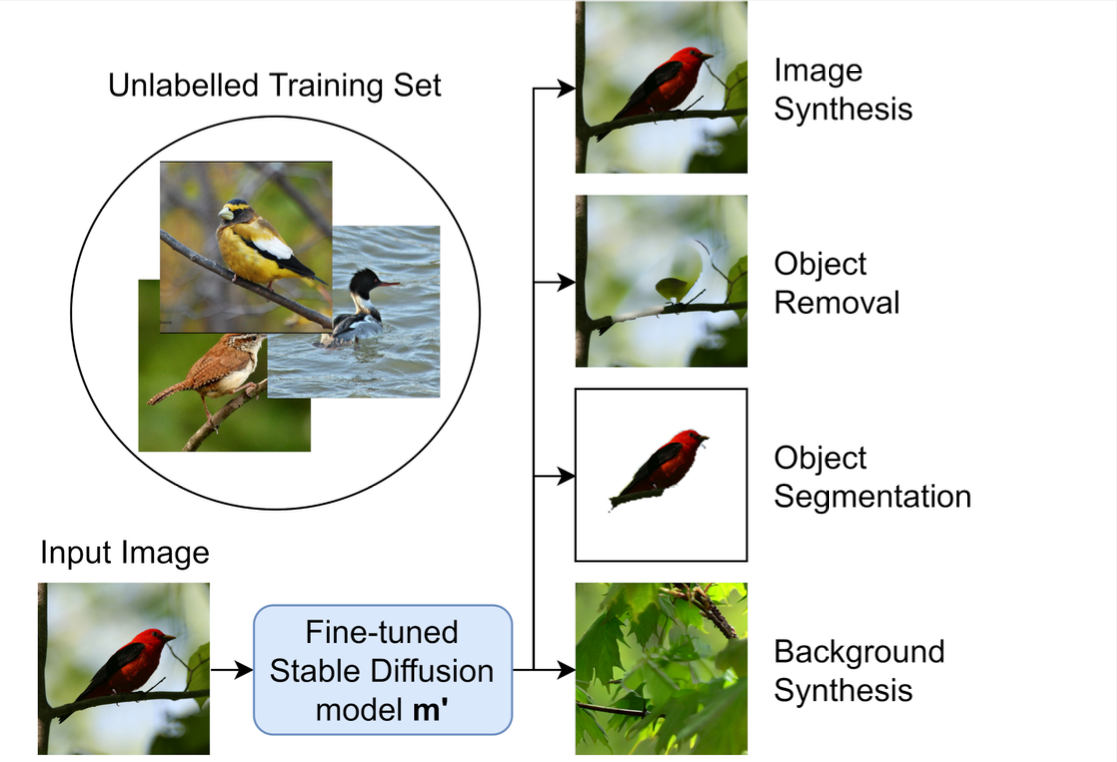 Unlabelled Training Set
Input Image
Fine-tuned
Stable Diffusion
model m'
Image
Synthesis
Object
Removal
Object
Segmentation
Background
Synthesis